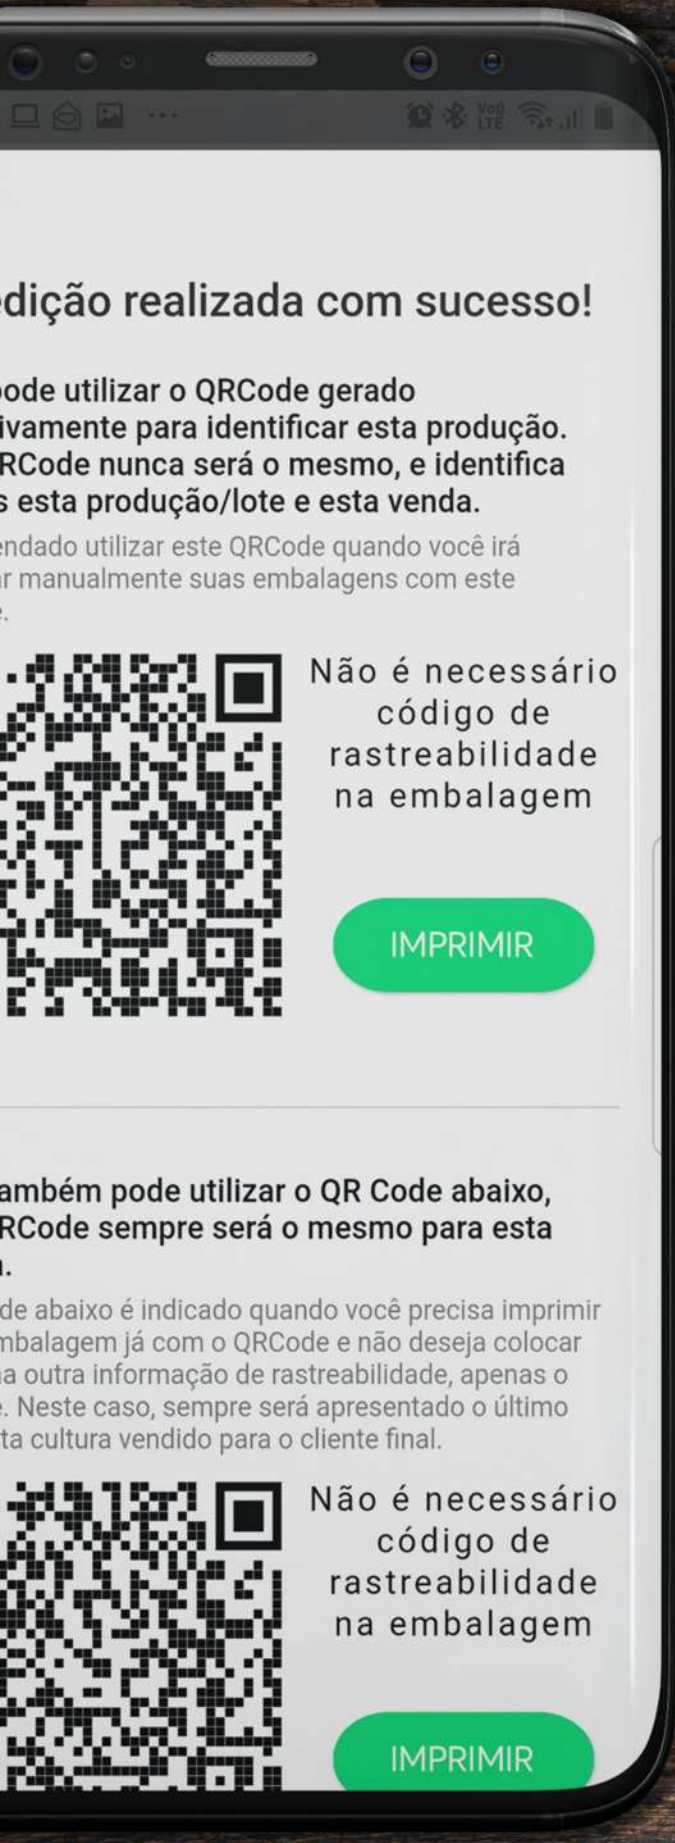 edição realizada com sucesso!
pode utilizar o QRCode gerado
ivamente para identificar esta produção.
RCode nunca será o mesmo, e identifica
s esta produção/lote e esta venda.
endado utilizar este QRCode quando você irá
ar manualmente suas embalagens com este
e.
Não é necessário
código de
rastreabilidade
na embalagem
IMPRIMIR
ambém pode utilizar o QR Code abaixo,
RCode sempre será o mesmo para esta
a.
de abaixo é indicado quando você precisa imprimir
mbalagem já com o QRCode e não deseja colocar
ma outra informação de rastreabilidade, apenas o
e. Neste caso, sempre será apresentado o último
ta cultura vendido para o cliente final.
Não é necessário
código de
rastreabilidade
na embalagem
IMPRIMIR